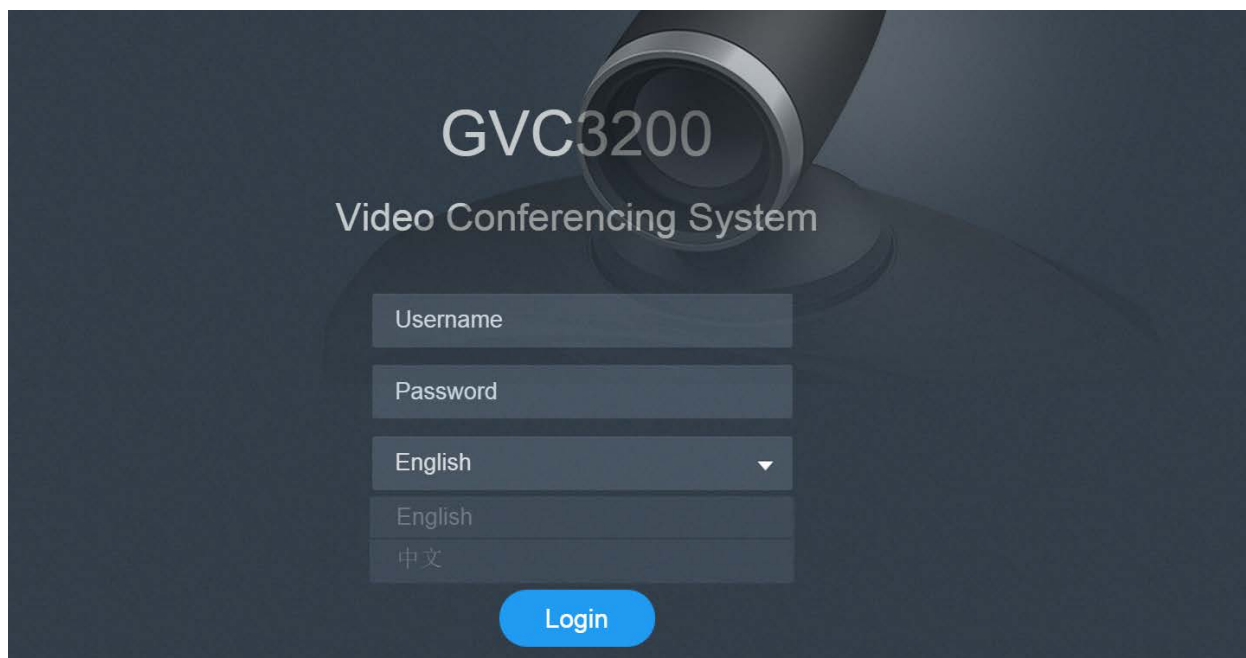 GVC3200
Video Conferencing System
Username
Password
English
English
中文
Login